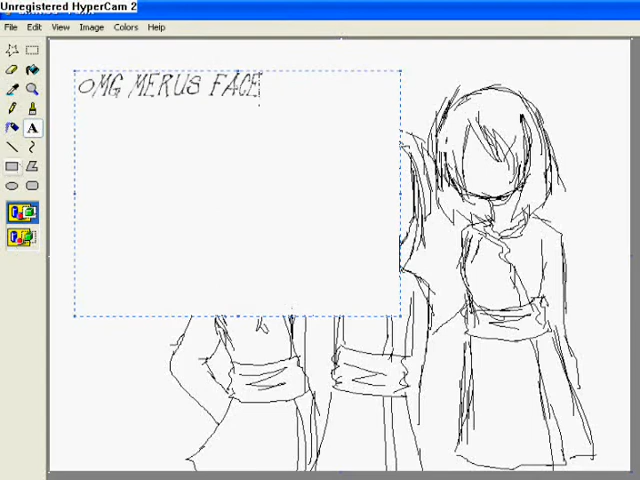 Unregistered HyperCam 2
File Edit View Image Colors Help
A
OMG MERUS FACE